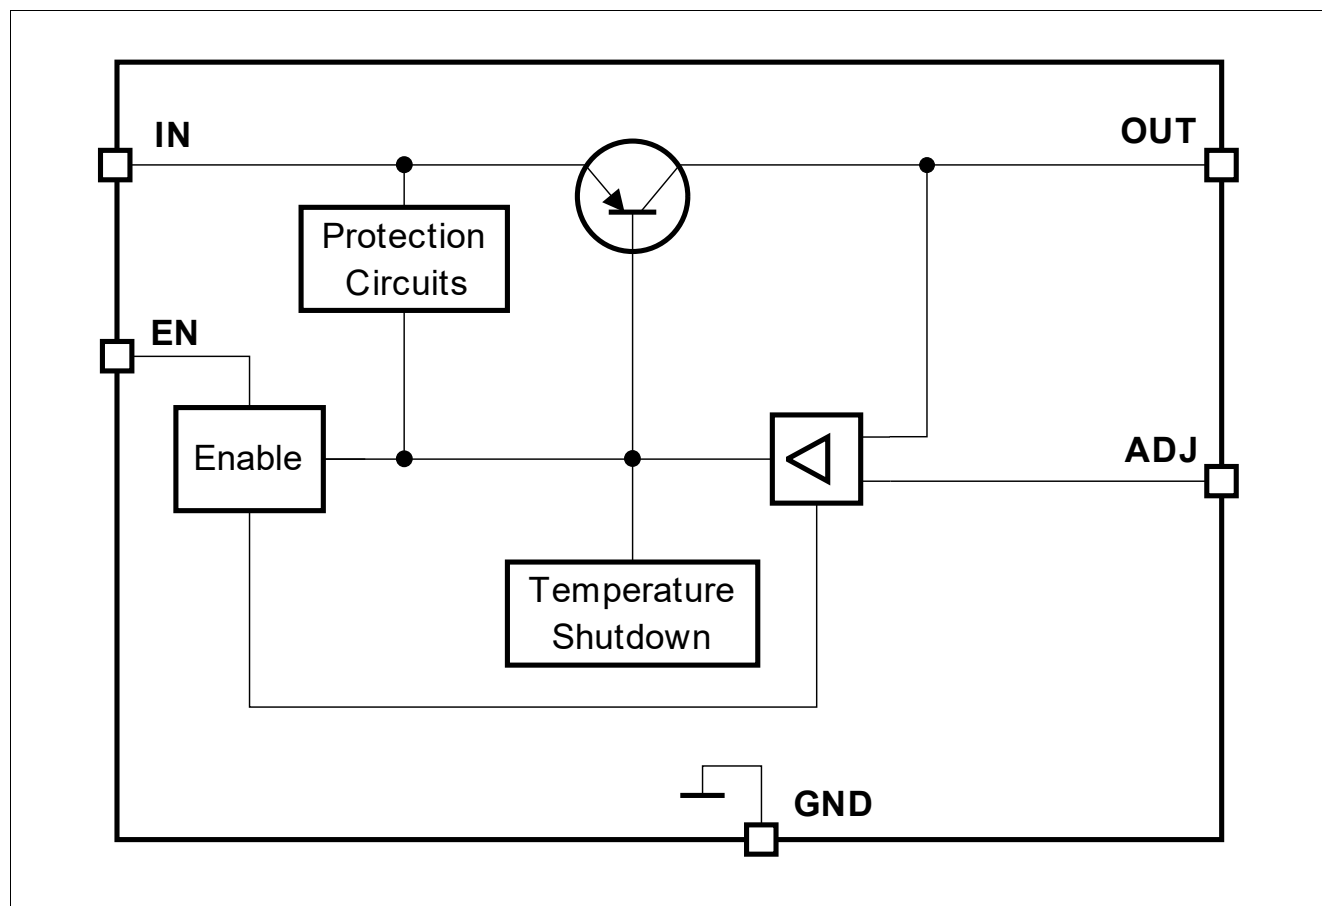 IN
OUT
Protection
Circuits
EN
Enable
ADJ
Temperature
Shutdown
GND